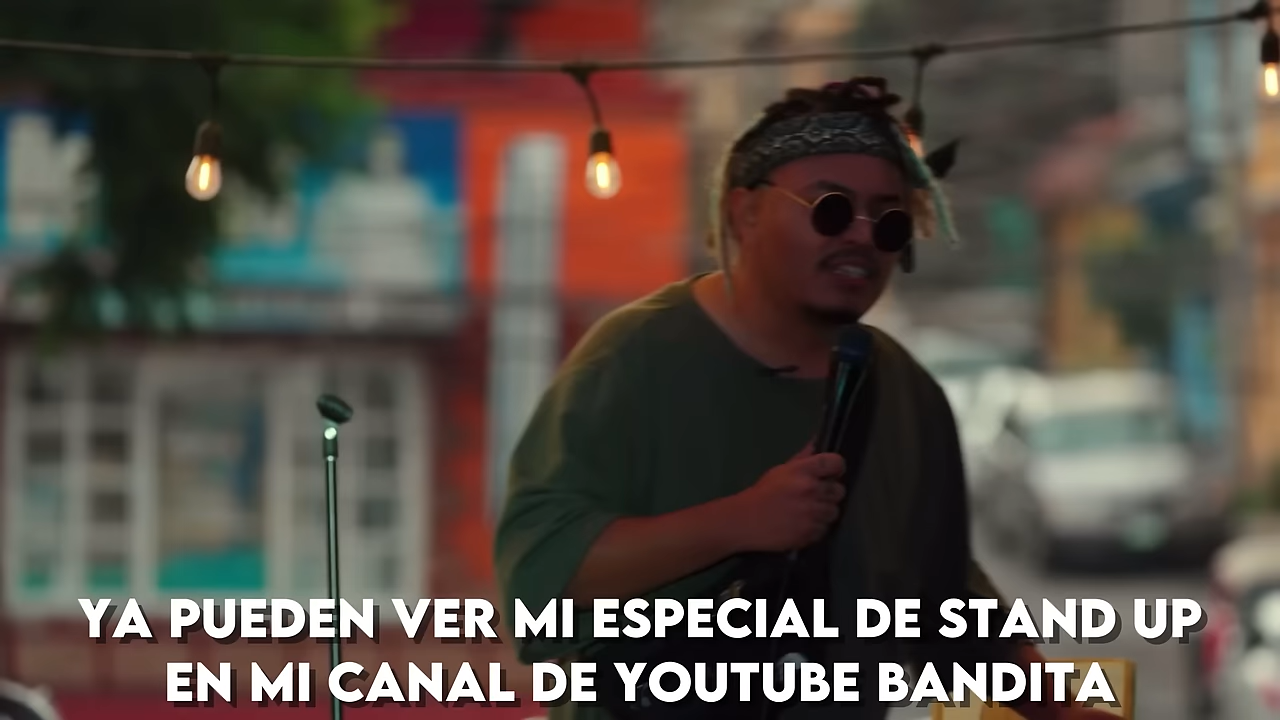 YA PUEDEN VER MI ESPECIAL DE STAND UP
EN MI CANAL DE YOUTUBE BANDITA